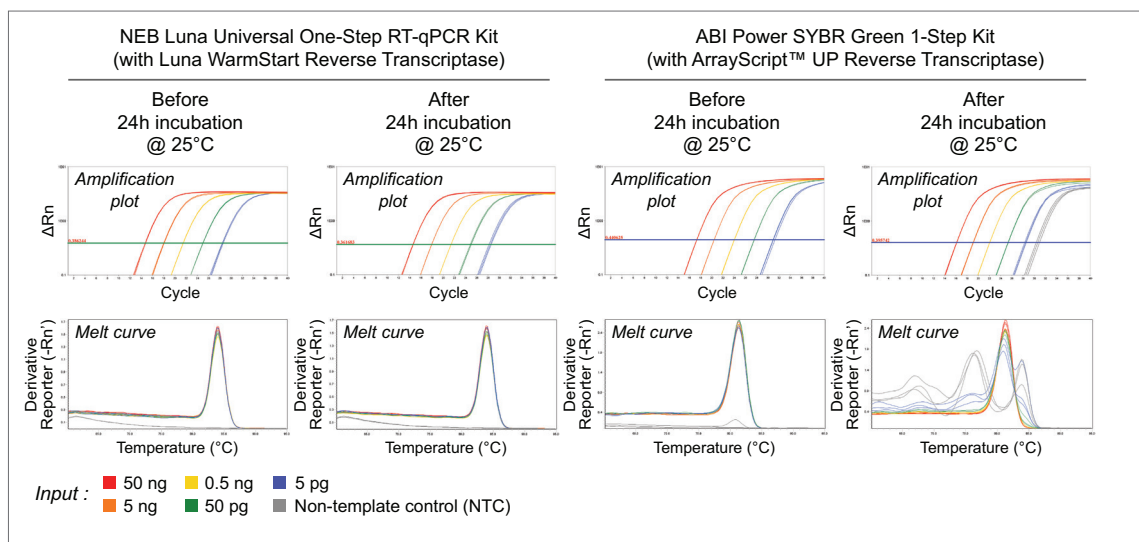 NEB Luna Universal One-Step RT-qPCR Kit
(with Luna WarmStart Reverse Transcriptase)
ABI Power SYBR Green 1-Step Kit
(with ArrayScript™ UP Reverse Transcriptase)
Before
24h incubation
@ 25°C
After
24h incubation
@ 25°C
Before
24h incubation
@ 25°C
After
24h incubation
@ 25°C
Amplification
plot
ΔRn
Cycle
Amplification
plot
ΔRn
Cycle
Amplification
plot
ΔRn
Cycle
Amplification
plot
ΔRn
Cycle
Melt curve
Derivative
Reporter (-Rn')
Temperature (°C)
Melt curve
Derivative
Reporter (-Rn')
Temperature (°C)
Melt curve
Derivative
Reporter (-Rn')
Temperature (°C)
Melt curve
Derivative
Reporter (-Rn')
Temperature (°C)
Input :
50 ng
0.5 ng
5 pg
5 ng
50 pg
Non-template control (NTC)